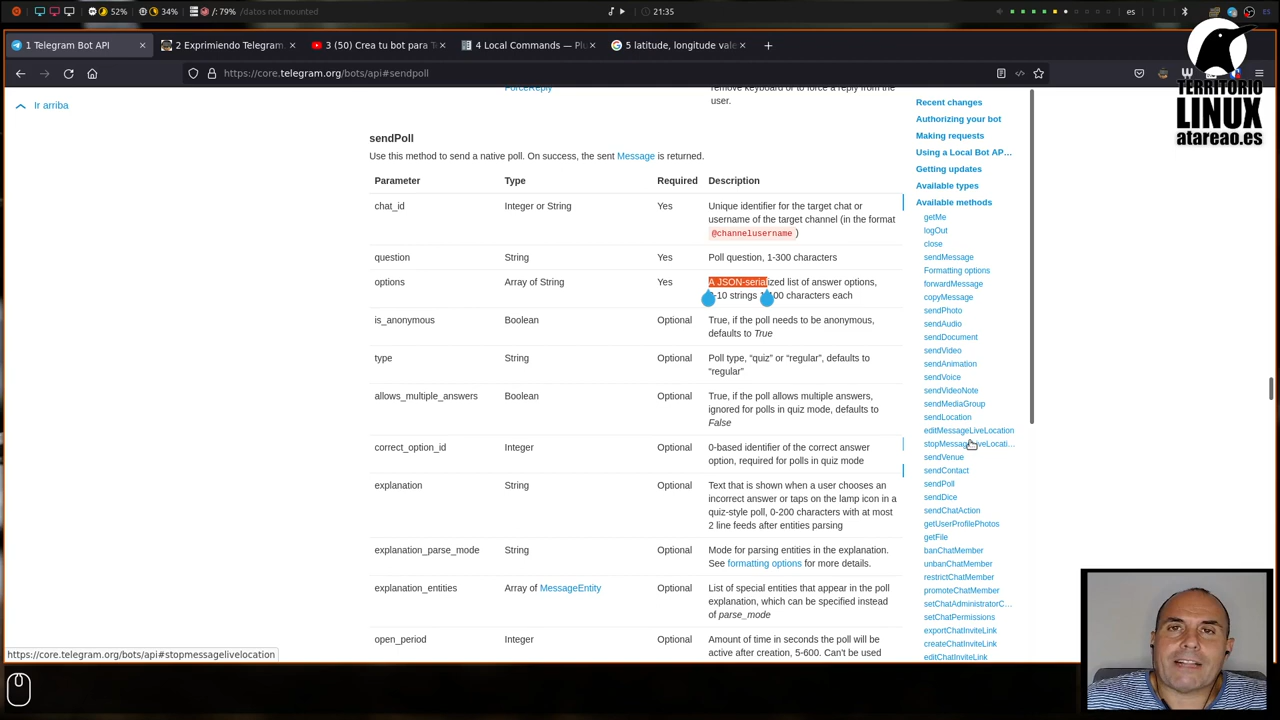 52%
34%
/: 79%
/datos not mounted
21:35
es
ES
1 Telegram Bot API
2 Exprimiendo Telegram.
3 (50) Crea tu bot para T
4 Local Commands — Plu
5 latitude, longitude value
https://core.telegram.org/bots/api#sendpoll
TERRITORIO
LINUX
atareao.es
Ir arriba
ForceReply
remove keyboard or to force a reply from the
user.
sendPoll
Use this method to send a native poll. On success, the sent Message is returned.
Parameter Type Required Description
chat_id Integer or String Yes Unique identifier for the target chat or
username of the target channel (in the format
@channelusername )
question String Yes Poll question, 1-300 characters
options Array of String Yes A JSON-serialized list of answer options,
2-10 strings 1-100 characters each
is_anonymous Boolean Optional True, if the poll needs to be anonymous,
defaults to True
type String Optional Poll type, “quiz” or “regular”, defaults to
“regular”
allows_multiple_answers Boolean Optional True, if the poll allows multiple answers,
ignored for polls in quiz mode, defaults to
False
correct_option_id Integer Optional 0-based identifier of the correct answer
option, required for polls in quiz mode
explanation String Optional Text that is shown when a user chooses an
incorrect answer or taps on the lamp icon in a
quiz-style poll, 0-200 characters with at most
2 line feeds after entities parsing
explanation_parse_mode String Optional Mode for parsing entities in the explanation.
See formatting options for more details.
explanation_entities Array of MessageEntity Optional List of special entities that appear in the poll
explanation, which can be specified instead
of parse_mode
open_period Integer Optional Amount of time in seconds the poll will be
active after creation, 5-600. Can't be used
Recent changes
Authorizing your bot
Making requests
Using a Local Bot AP…
Getting updates
Available types
Available methods
getMe
logOut
close
sendMessage
Formatting options
forwardMessage
copyMessage
sendPhoto
sendAudio
sendDocument
sendVideo
sendAnimation
sendVoice
sendVideoNote
sendMediaGroup
sendLocation
editMessageLiveLocation
stopMessageLiveLocati…
sendVenue
sendContact
sendPoll
sendDice
sendChatAction
getUserProfilePhotos
getFile
banChatMember
unbanChatMember
restrictChatMember
promoteChatMember
setChatAdministratorC…
setChatPermissions
exportChatInviteLink
createChatInviteLink
editChatInviteLink
https://core.telegram.org/bots/api#stopmessagelivelocation